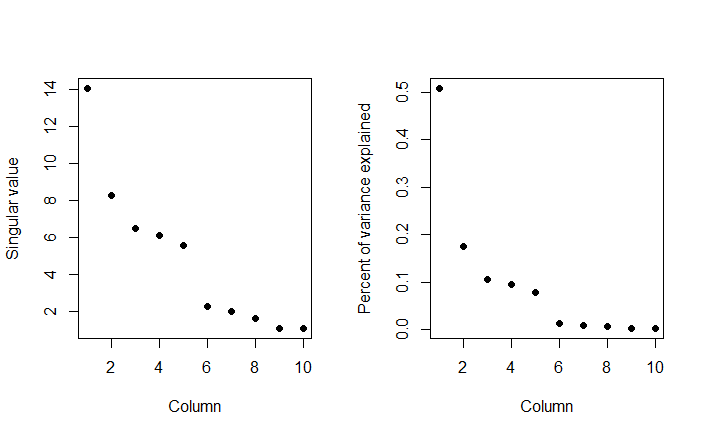 Singular value
14
12
10
8
6
4
2
2 4 6 8 10
Column
Percent of variance explained
0.5
0.4
0.3
0.2
0.1
0.0
2 4 6 8 10
Column